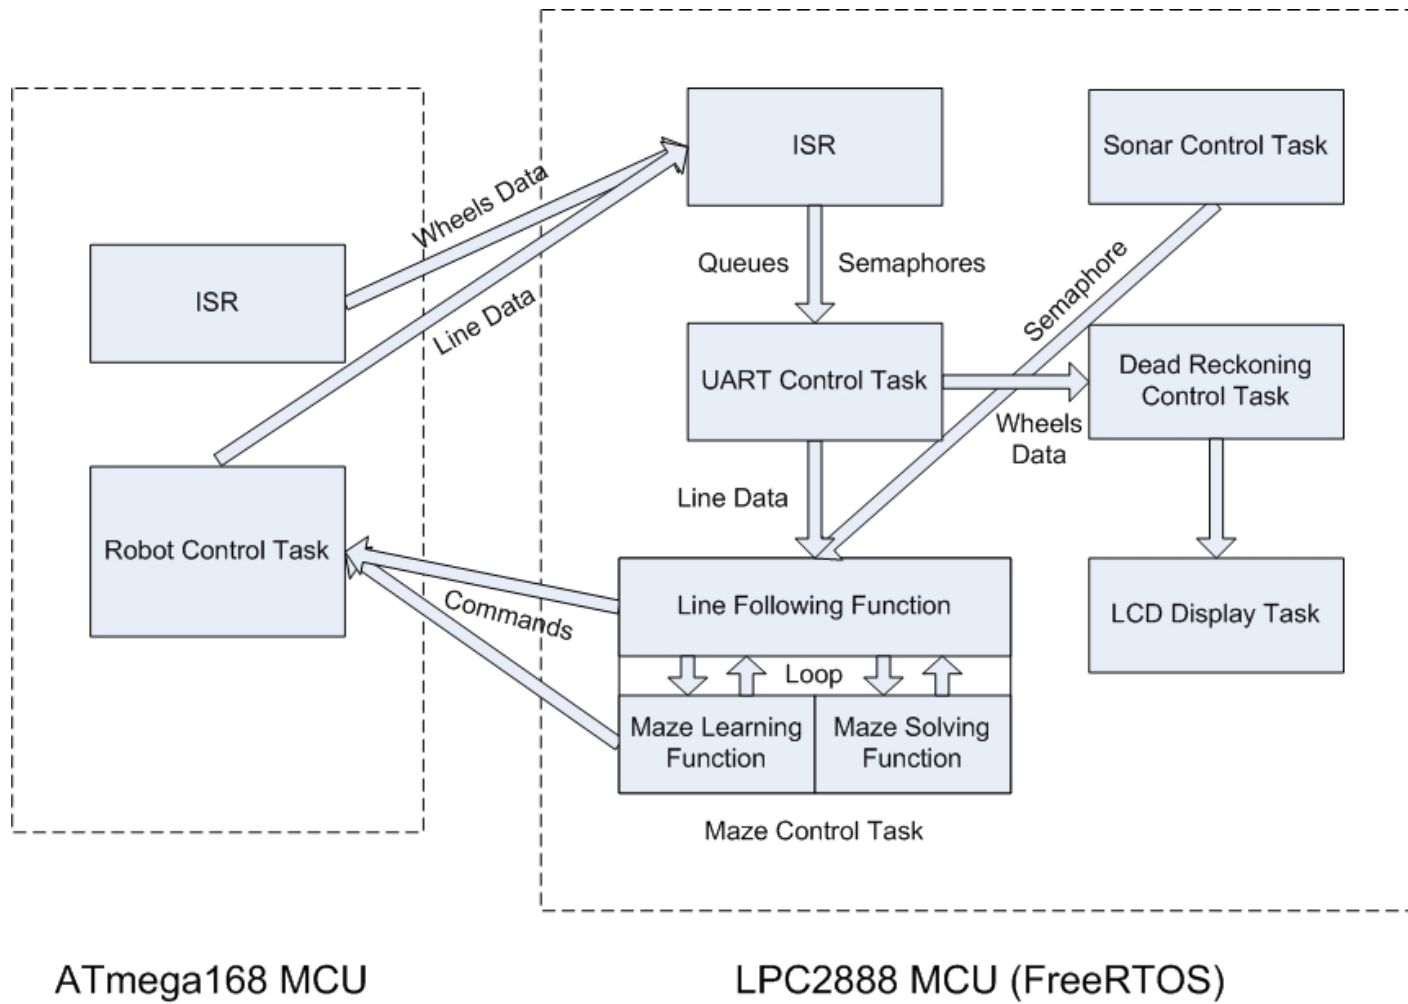 ISR
Sonar Control Task
Wheels Data
ISR
Line Data
Queues
Semaphores
Semaphore
UART Control Task
Dead Reckoning
Control Task
Wheels
Data
Line Data
Robot Control Task
Commands
Line Following Function
LCD Display Task
Loop
Maze Learning
Function
Maze Solving
Function
Maze Control Task
ATmega168 MCU
LPC2888 MCU (FreeRTOS)